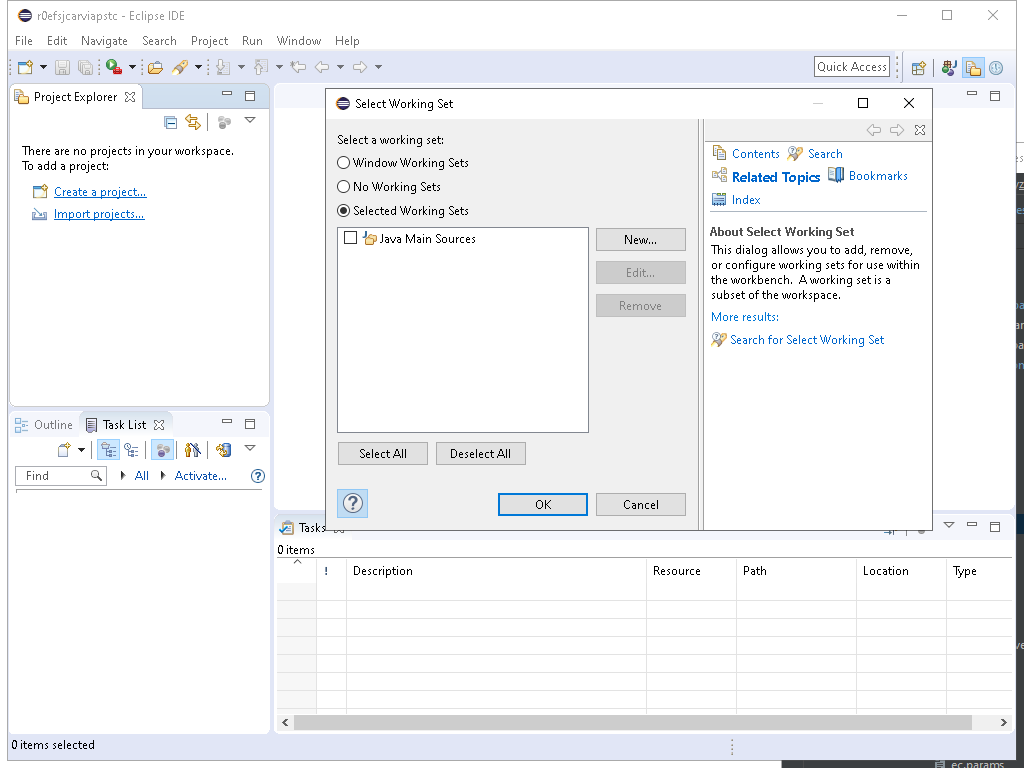 r0efsjcarviapstc - Eclipse IDE
File Edit Navigate Search Project Run Window Help
Quick Access
Project Explorer
There are no projects in your workspace.
To add a project:
Create a project...
Import projects...
Select Working Set
Select a working set:
Window Working Sets
No Working Sets
Selected Working Sets
Java Main Sources
New...
Edit...
Remove
Select All
Deselect All
?
OK
Cancel
Contents
Search
Related Topics
Bookmarks
Index
About Select Working Set
This dialog allows you to add, remove,
or configure working sets for use within
the workbench. A working set is a
subset of the workspace.
More results:
Search for Select Working Set
Outline
Task List
Find
All
Activate...
?
Tasks
0 items
! Description Resource Path Location Type
0 items selected
ec.params